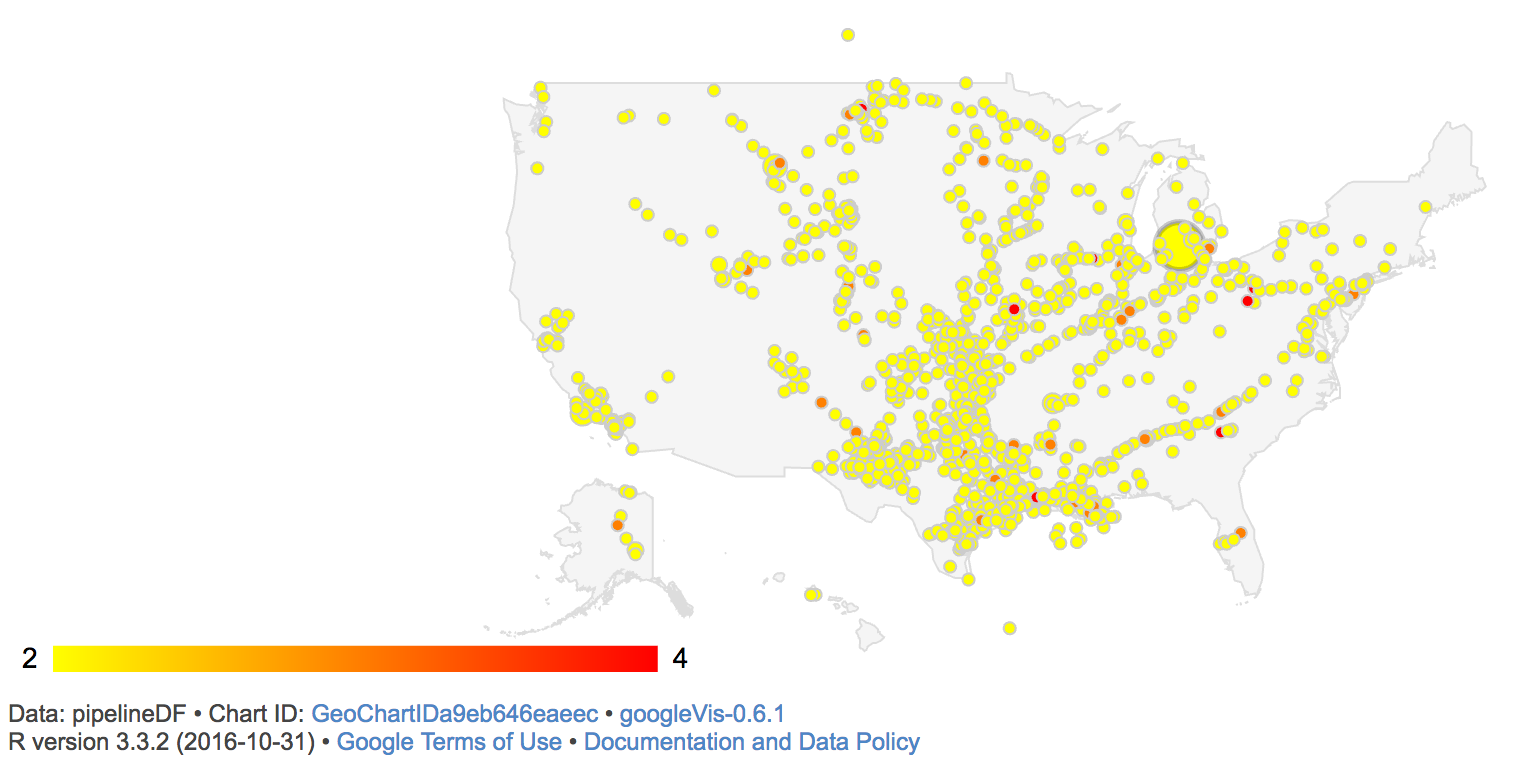 2 4
Data: pipelineDF • Chart ID: GeoChartIDa9eb646eaeec • googleVis-0.6.1
R version 3.3.2 (2016-10-31) • Google Terms of Use • Documentation and Data Policy